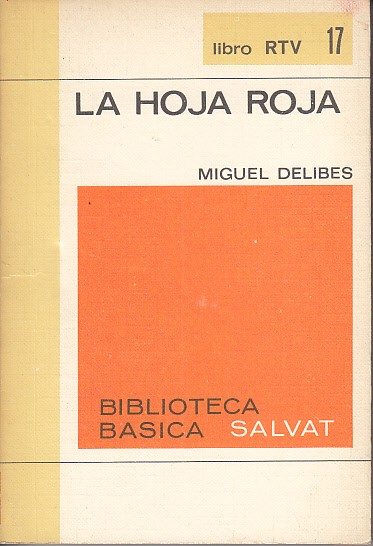 libro RTV 17
LA HOJA ROJA
MIGUEL DELIBES
BIBLIOTECA
BASICA SALVAT